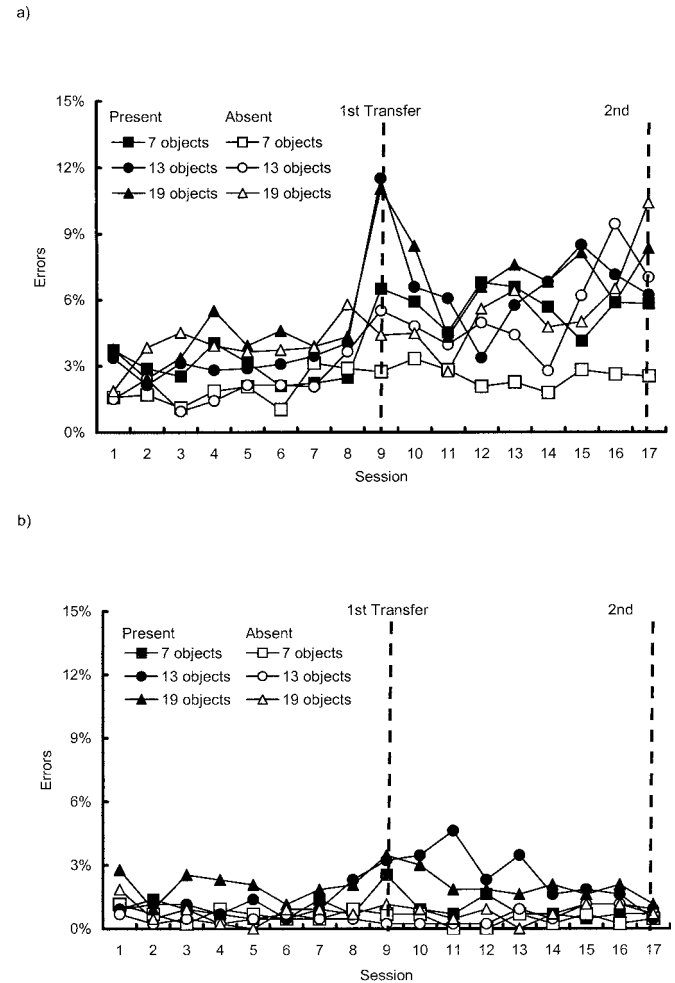 a)
15%
12%
9%
6%
3%
0%
Errors
Present Absent
7 objects 7 objects
13 objects 13 objects
19 objects 19 objects
1st Transfer 2nd
1 2 3 4 5 6 7 8 9 10 11 12 13 14 15 16 17
Session
b)
15%
12%
9%
6%
3%
0%
Errors
Present Absent
7 objects 7 objects
13 objects 13 objects
19 objects 19 objects
1st Transfer 2nd
1 2 3 4 5 6 7 8 9 10 11 12 13 14 15 16 17
Session